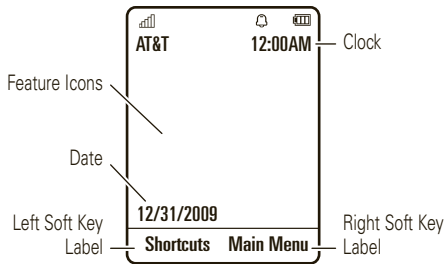 AT&T 12:00AM
Clock
Feature Icons
Date
12/31/2009
Left Soft Key Label
Shortcuts Main Menu
Right Soft Key Label